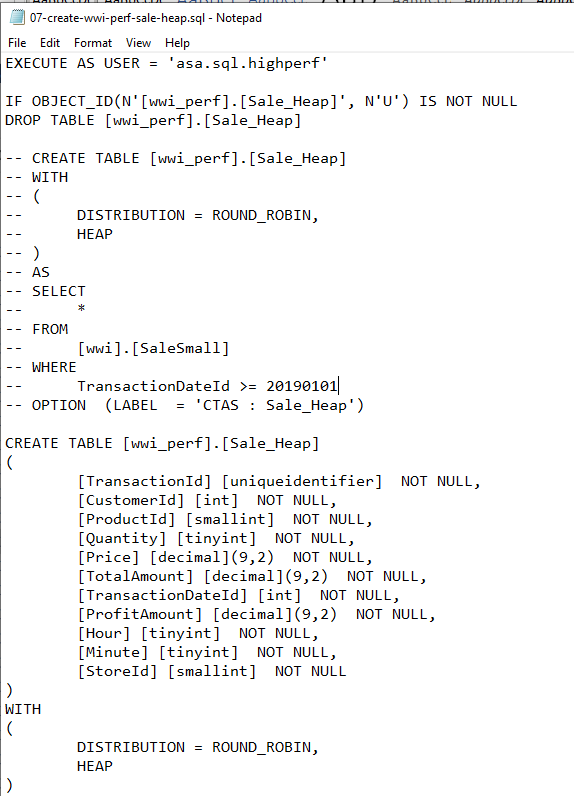 07-create-wwi-perf-sale-heap.sql - Notepad
File Edit Format View Help
EXECUTE AS USER = 'asa.sql.highperf'
IF OBJECT_ID(N'[wwi_perf].[Sale_Heap]', N'U') IS NOT NULL
DROP TABLE [wwi_perf].[Sale_Heap]
-- CREATE TABLE [wwi_perf].[Sale_Heap]
-- WITH
-- (
-- DISTRIBUTION = ROUND_ROBIN,
-- HEAP
-- )
-- AS
-- SELECT
-- *
-- FROM
-- [wwi].[SaleSmall]
-- WHERE
-- TransactionDateId >= 20190101
-- OPTION (LABEL = 'CTAS : Sale_Heap')
CREATE TABLE [wwi_perf].[Sale_Heap]
(
[TransactionId] [uniqueidentifier] NOT NULL,
[CustomerId] [int] NOT NULL,
[ProductId] [smallint] NOT NULL,
[Quantity] [tinyint] NOT NULL,
[Price] [decimal](9,2) NOT NULL,
[TotalAmount] [decimal](9,2) NOT NULL,
[TransactionDateId] [int] NOT NULL,
[ProfitAmount] [decimal](9,2) NOT NULL,
[Hour] [tinyint] NOT NULL,
[Minute] [tinyint] NOT NULL,
[StoreId] [smallint] NOT NULL
)
WITH
(
DISTRIBUTION = ROUND_ROBIN,
HEAP
)